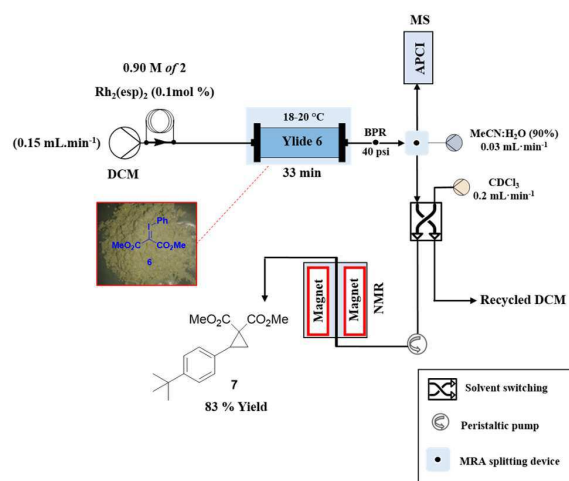 MS
APCI
0.90 M of 2
Rh₂(esp)₂ (0.1mol %)
(0.15 mL.min⁻¹)
DCM
18-20 °C
Ylide 6
33 min
BPR
40 psi
MeCN:H₂O (90%)
0.03 mL·min⁻¹
CDCl₃
0.2 mL·min⁻¹
Ph
I
MeO₂C
CO₂Me
6
Recycled DCM
Magnet
Magnet
NMR
MeO₂C
CO₂Me
7
83 % Yield
Solvent switching
Peristaltic pump
MRA splitting device